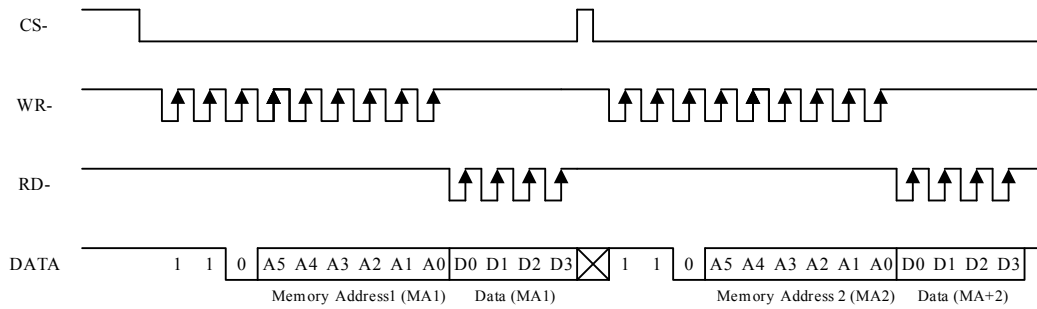 CS-
WR-
RD-
DATA 1 1 0 A5 A4 A3 A2 A1 A0 D0 D1 D2 D3 1 1 0 A5 A4 A3 A2 A1 A0 D0 D1 D2 D3
Memory Address1 (MA1) Data (MA1) Memory Address 2 (MA2) Data (MA+2)